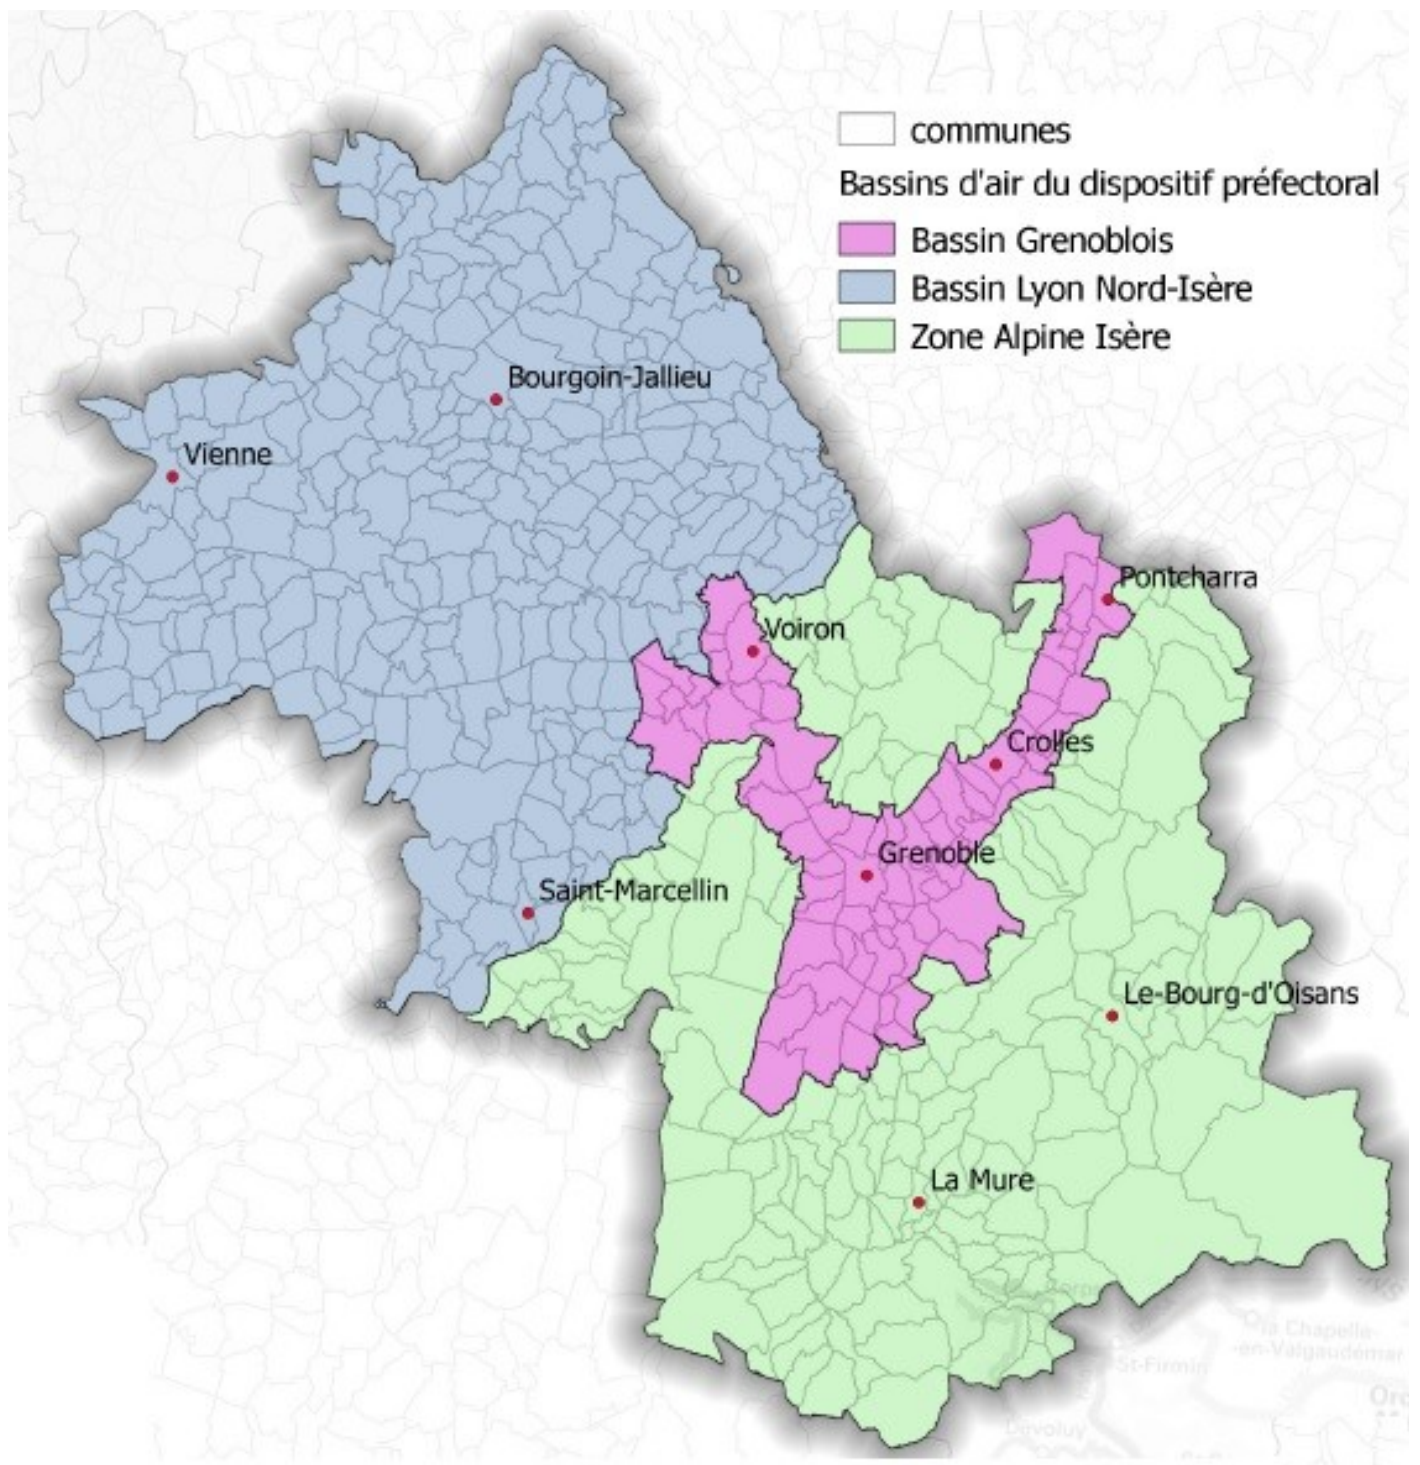 communes
Bassins d'air du dispositif préfectoral
Bassin Grenoblois
Bassin Lyon Nord-Isère
Zone Alpine Isère
Bourgoin-Jallieu
Vienne
Pontcharra
Voiron
Crolles
Grenoble
Saint-Marcellin
Le-Bourg-d'Oisans
La Mure
la Chapelle-
-en-Valgaudémar
St-Firmin
Dévoluy